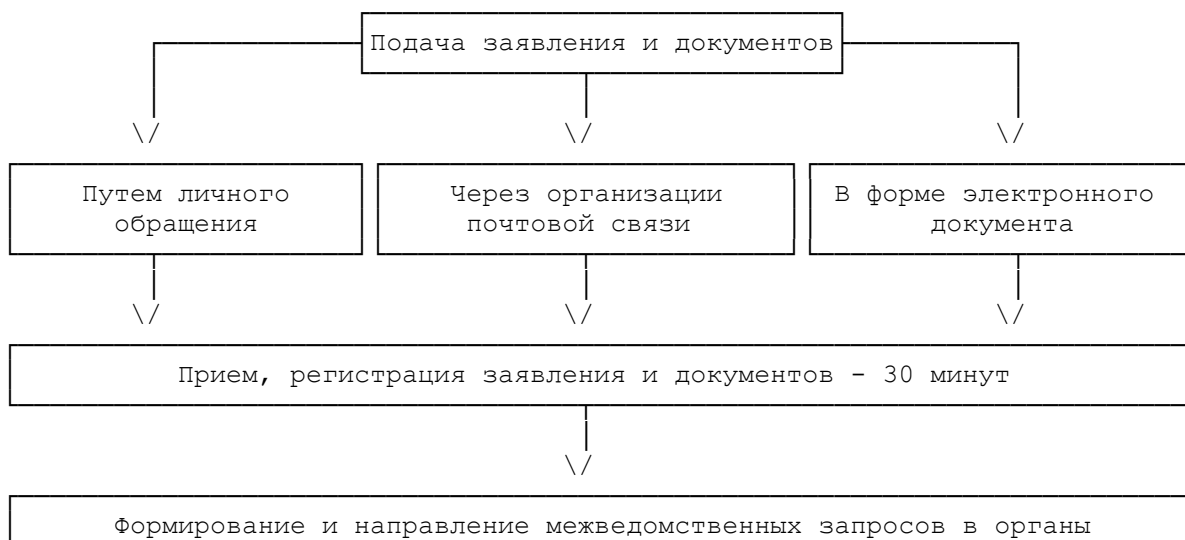 Подача заявления и документов
Путем личного
обращения
Через организации
почтовой связи
В форме электронного
документа
Прием, регистрация заявления и документов - 30 минут
Формирование и направление межведомственных запросов в органы